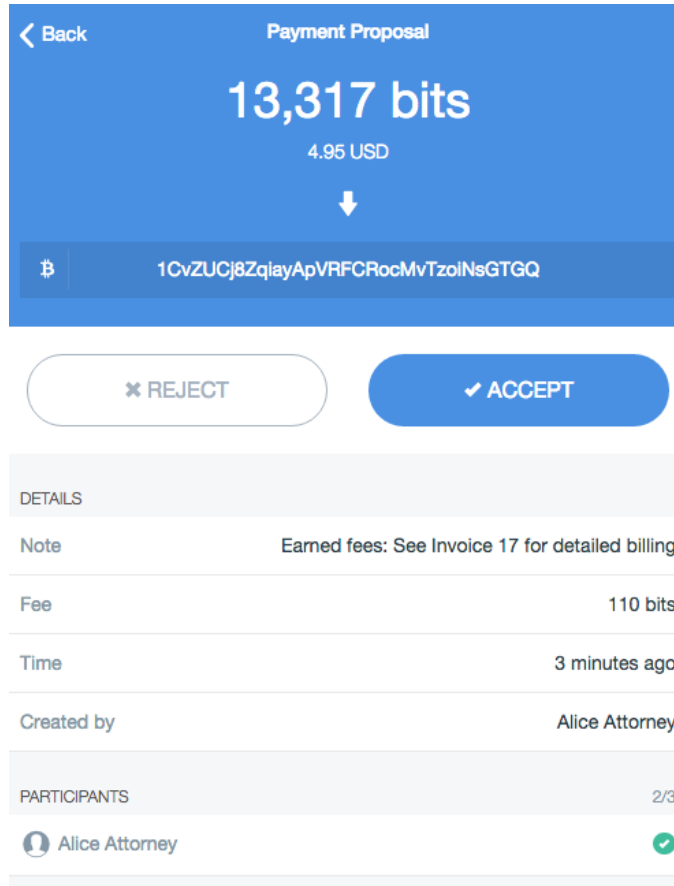 Back
Payment Proposal
13,317 bits
4.95 USD
1CvZUCj8ZqiayApVRFCRocMvTzoiNsGTGQ
REJECT
ACCEPT
DETAILS
Note Earned fees: See Invoice 17 for detailed billing
Fee 110 bits
Time 3 minutes ago
Created by Alice Attorney
PARTICIPANTS 2/3
Alice Attorney